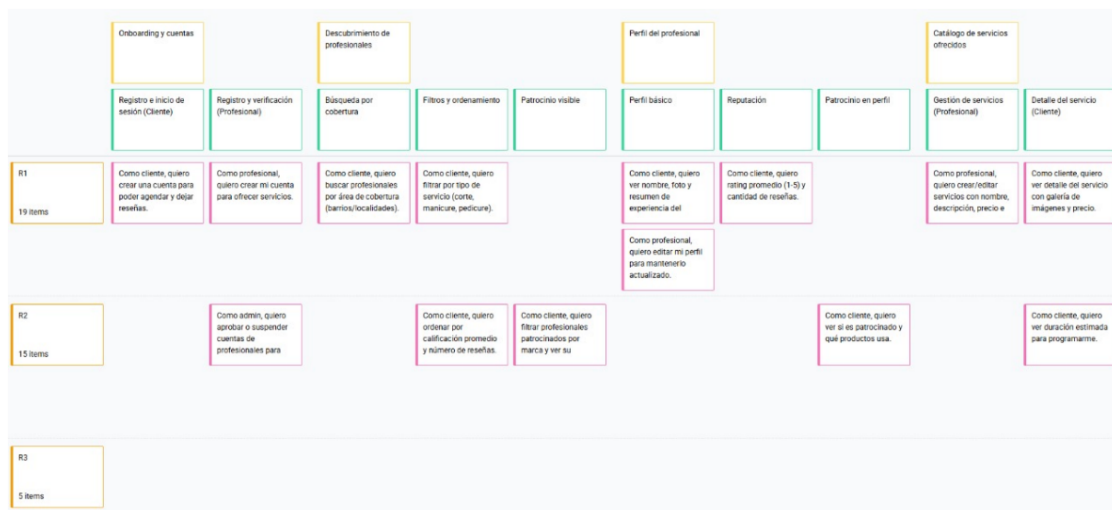 Onboarding y cuentas
Descubrimiento de
profesionales
Perfil del profesional
Catálogo de servicios
ofrecidos
Registro e inicio de
sesión (Cliente)
Registro y verificación
(Profesional)
Búsqueda por
cobertura
Filtros y ordenamiento
Patrocinio visible
Perfil básico
Reputación
Patrocinio en perfil
Gestión de servicios
(Profesional)
Detalle del servicio
(Cliente)
R1
19 items
Como cliente, quiero
crear una cuenta para
poder agendar y dejar
reseñas.
Como profesional,
quiero crear mi cuenta
para ofrecer servicios.
Como cliente, quiero
buscar profesionales
por área de cobertura
(barrios/localidades).
Como cliente, quiero
filtrar por tipo de
servicio (corte,
manicure, pedicure).
Como cliente, quiero
ver nombre, foto y
resumen de
experiencia del
Como cliente, quiero
rating promedio (1-5) y
cantidad de reseñas.
Como profesional,
quiero crear/editar
servicios con nombre,
descripción, precio e
Como cliente, quiero
ver detalle del servicio
con galería de
imágenes y precio.
Como profesional,
quiero editar mi perfil
para mantenerlo
actualizado.
R2
15 items
Como admin, quiero
aprobar o suspender
cuentas de
profesionales para
Como cliente, quiero
ordenar por
calificación promedio
y número de reseñas.
Como cliente, quiero
filtrar profesionales
patrocinados por
marca y ver su
Como cliente, quiero
ver si es patrocinado y
qué productos usa.
Como cliente, quiero
ver duración estimada
para programarme.
R3
5 items